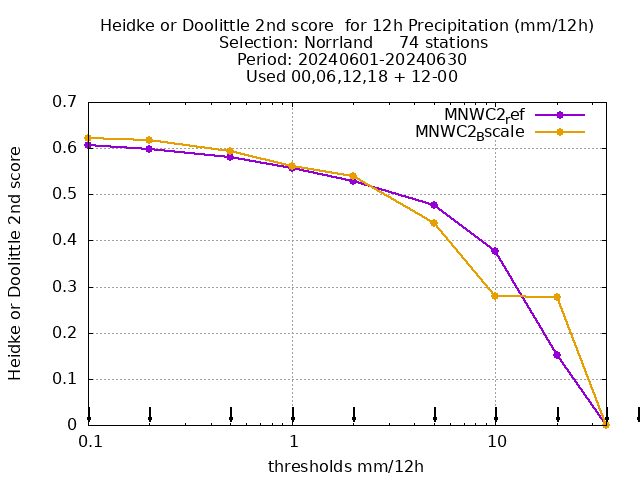 Heidke or Doolittle 2nd score  for 12h Precipitation (mm/12h)
Selection: Norrland     74 stations
Period: 20240601-20240630
Used 00,06,12,18 + 12-00
MNWC2ref
MNWC2Bscale
0.7
0.6
0.5
0.4
0.3
0.2
0.1
0
Heidke or Doolittle 2nd score
0.1
1
10
thresholds mm/12h